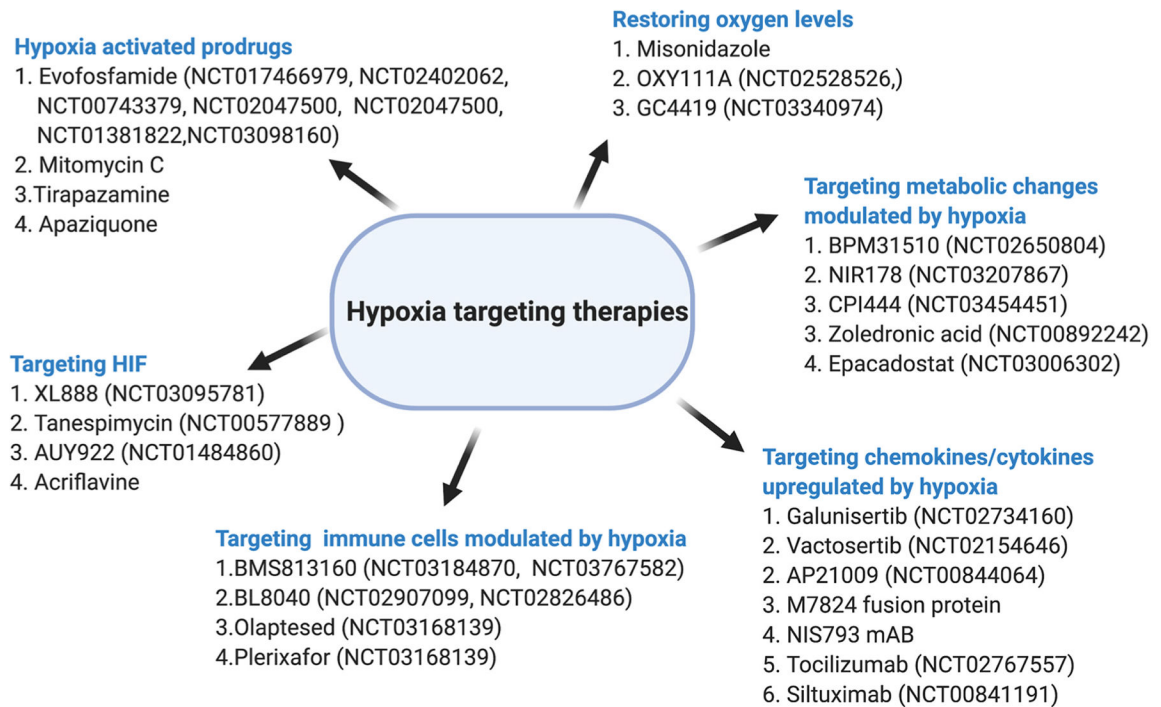 Hypoxia activated prodrugs
1. Evofosfamide (NCT017466979, NCT02402062,
NCT00743379, NCT02047500, NCT02047500,
NCT01381822,NCT03098160)
2. Mitomycin C
3.Tirapazamine
4. Apaziquone
Restoring oxygen levels
1. Misonidazole
2. OXY111A (NCT02528526,)
3. GC4419 (NCT03340974)
Targeting metabolic changes
modulated by hypoxia
1. BPM31510 (NCT02650804)
2. NIR178 (NCT03207867)
3. CPI444 (NCT03454451)
3. Zoledronic acid (NCT00892242)
4. Epacadostat (NCT03006302)
Hypoxia targeting therapies
Targeting HIF
1. XL888 (NCT03095781)
2. Tanespimycin (NCT00577889 )
3. AUY922 (NCT01484860)
4. Acriflavine
Targeting immune cells modulated by hypoxia
1.BMS813160 (NCT03184870, NCT03767582)
2.BL8040 (NCT02907099, NCT02826486)
3.Olaptesed (NCT03168139)
4.Plerixafor (NCT03168139)
Targeting chemokines/cytokines
upregulated by hypoxia
1. Galunisertib (NCT02734160)
2. Vactosertib (NCT02154646)
2. AP21009 (NCT00844064)
3. M7824 fusion protein
4. NIS793 mAB
5. Tocilizumab (NCT02767557)
6. Siltuximab (NCT00841191)